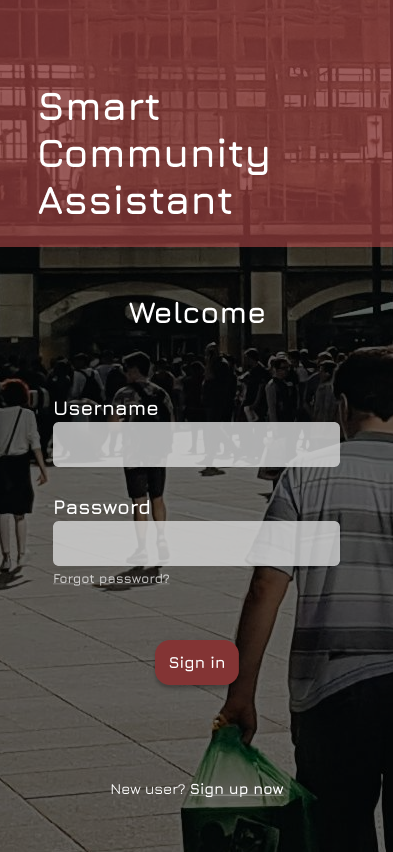 Smart
Community
Assistant
Welcome
Username
Password
Forgot password?
Sign in
New user? Sign up now